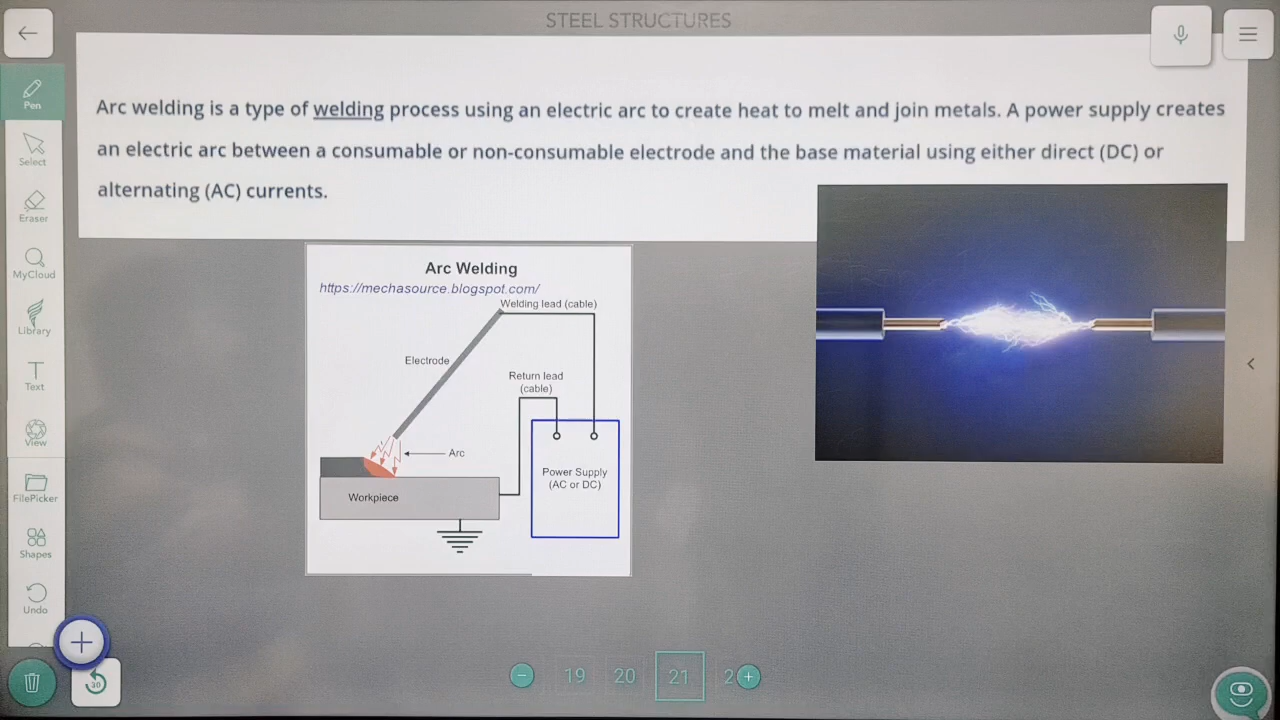 STEEL STRUCTURES
Arc welding is a type of welding process using an electric arc to create heat to melt and join metals. A power supply creates
an electric arc between a consumable or non-consumable electrode and the base material using either direct (DC) or
alternating (AC) currents.
Pen
Select
Eraser
MyCloud
Library
Text
View
FilePicker
Shapes
Undo
30
Arc Welding
https://mechasource.blogspot.com/
Welding lead (cable)
Electrode
Return lead
(cable)
Arc
Power Supply
(AC or DC)
Workpiece
19 20 21 2